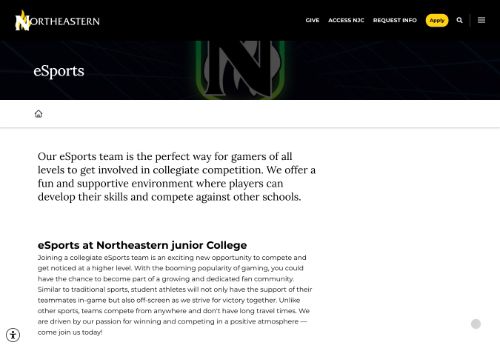 NORTHEASTERN
GIVE ACCESS NJC REQUEST INFO Apply
eSports
Our eSports team is the perfect way for gamers of all
levels to get involved in collegiate competition. We offer a
fun and supportive environment where players can
develop their skills and compete against other schools.
eSports at Northeastern junior College
Joining a collegiate eSports team is an exciting new opportunity to compete and
get noticed at a higher level. With the booming popularity of gaming, you could
have the chance to become part of a growing and dedicated fan community.
Similar to traditional sports, student athletes will not only have the support of their
teammates in-game but also off-screen as we strive for victory together. Unlike
other sports, teams compete from anywhere and don't have long travel times. We
are driven by our passion for winning and competing in a positive atmosphere —
come join us today!